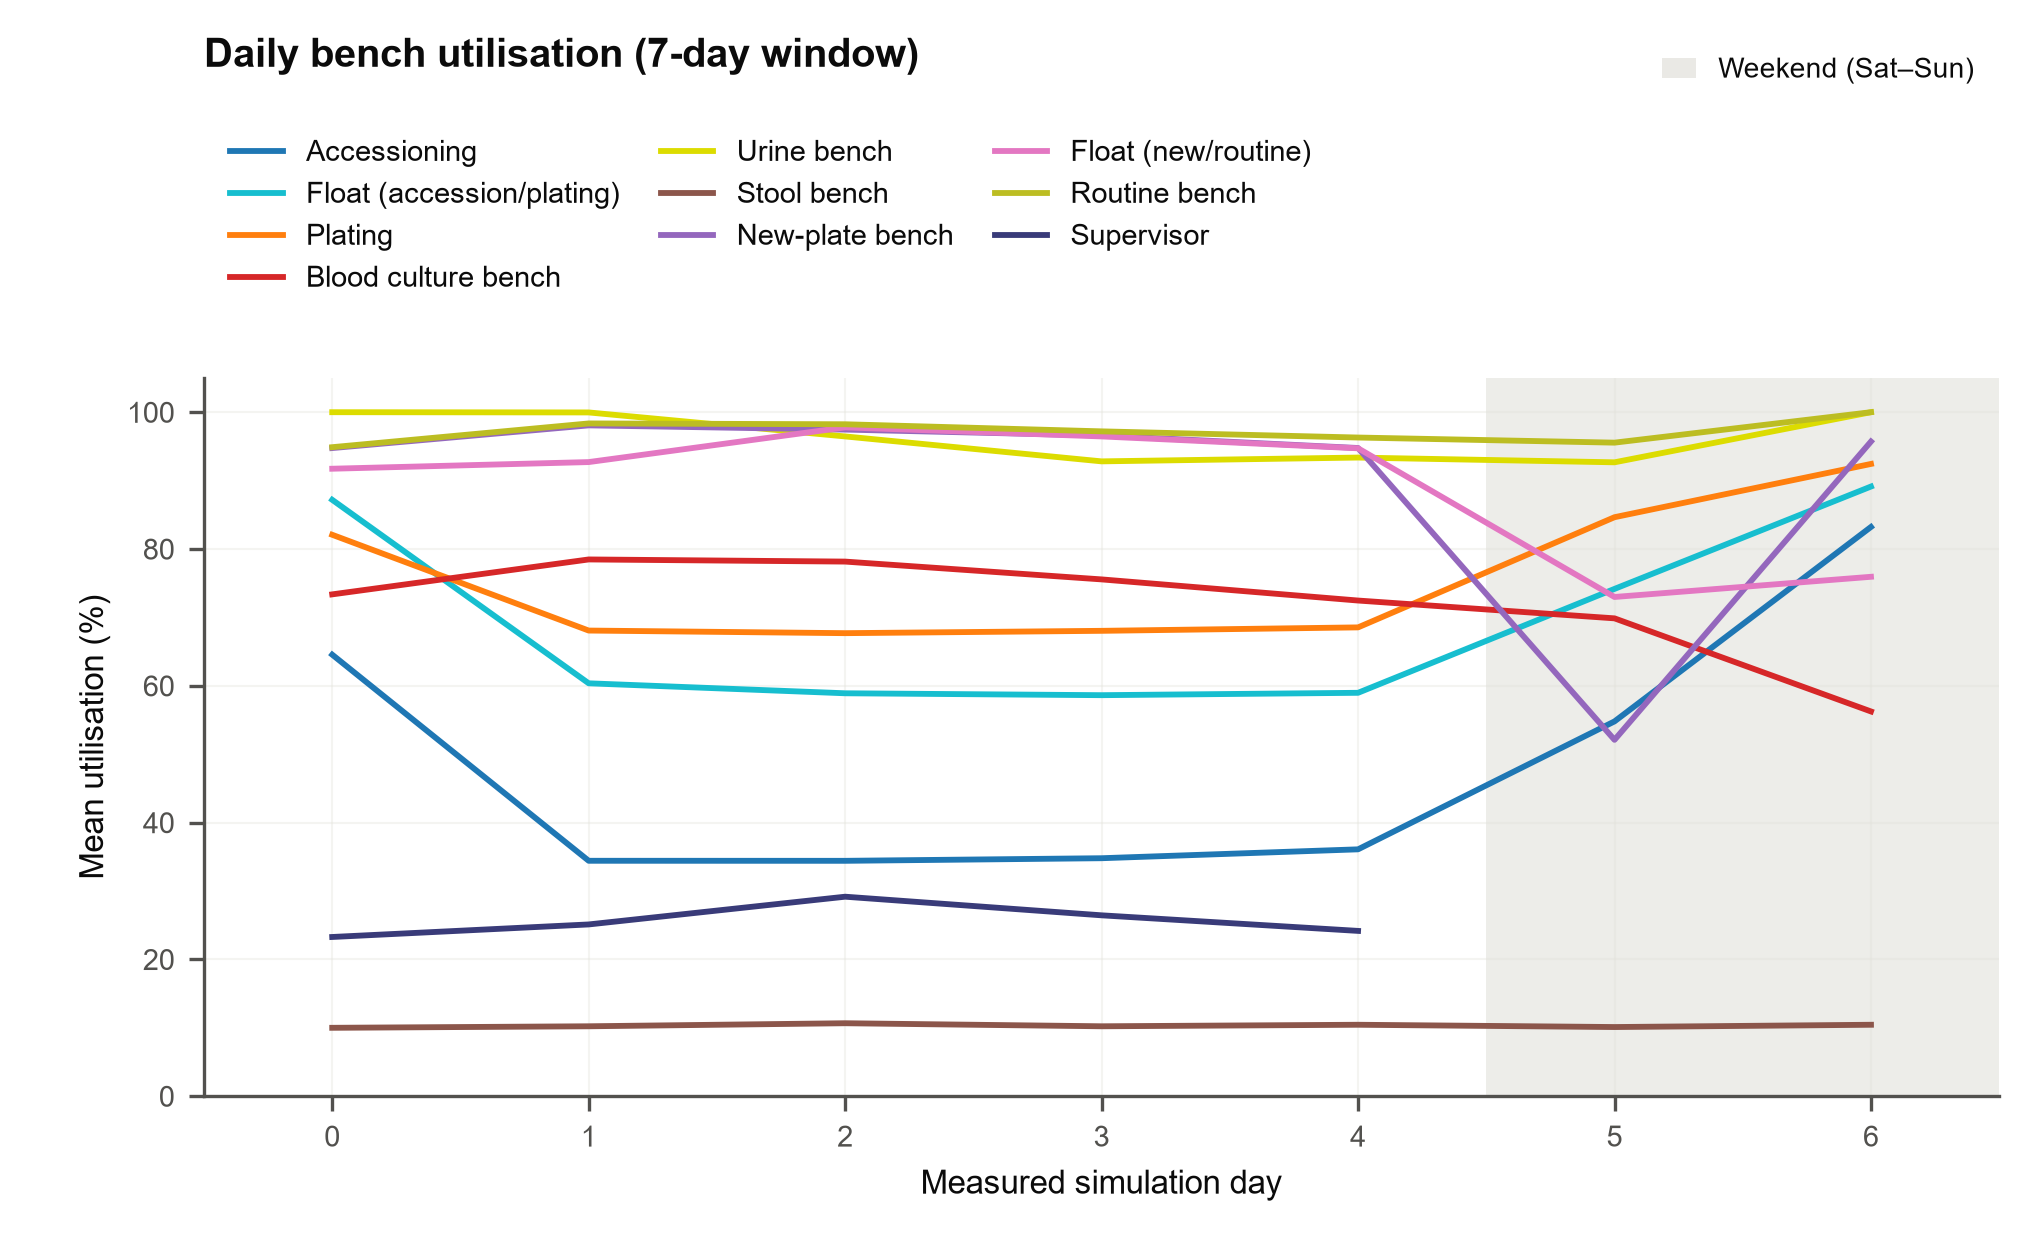 Daily bench utilisation (7-day window)
Weekend (Sat–Sun)
Accessioning
Float (accession/plating)
Plating
Blood culture bench
Urine bench
Stool bench
New-plate bench
Float (new/routine)
Routine bench
Supervisor
Mean utilisation (%)
100
80
60
40
20
0
0 1 2 3 4 5 6
Measured simulation day